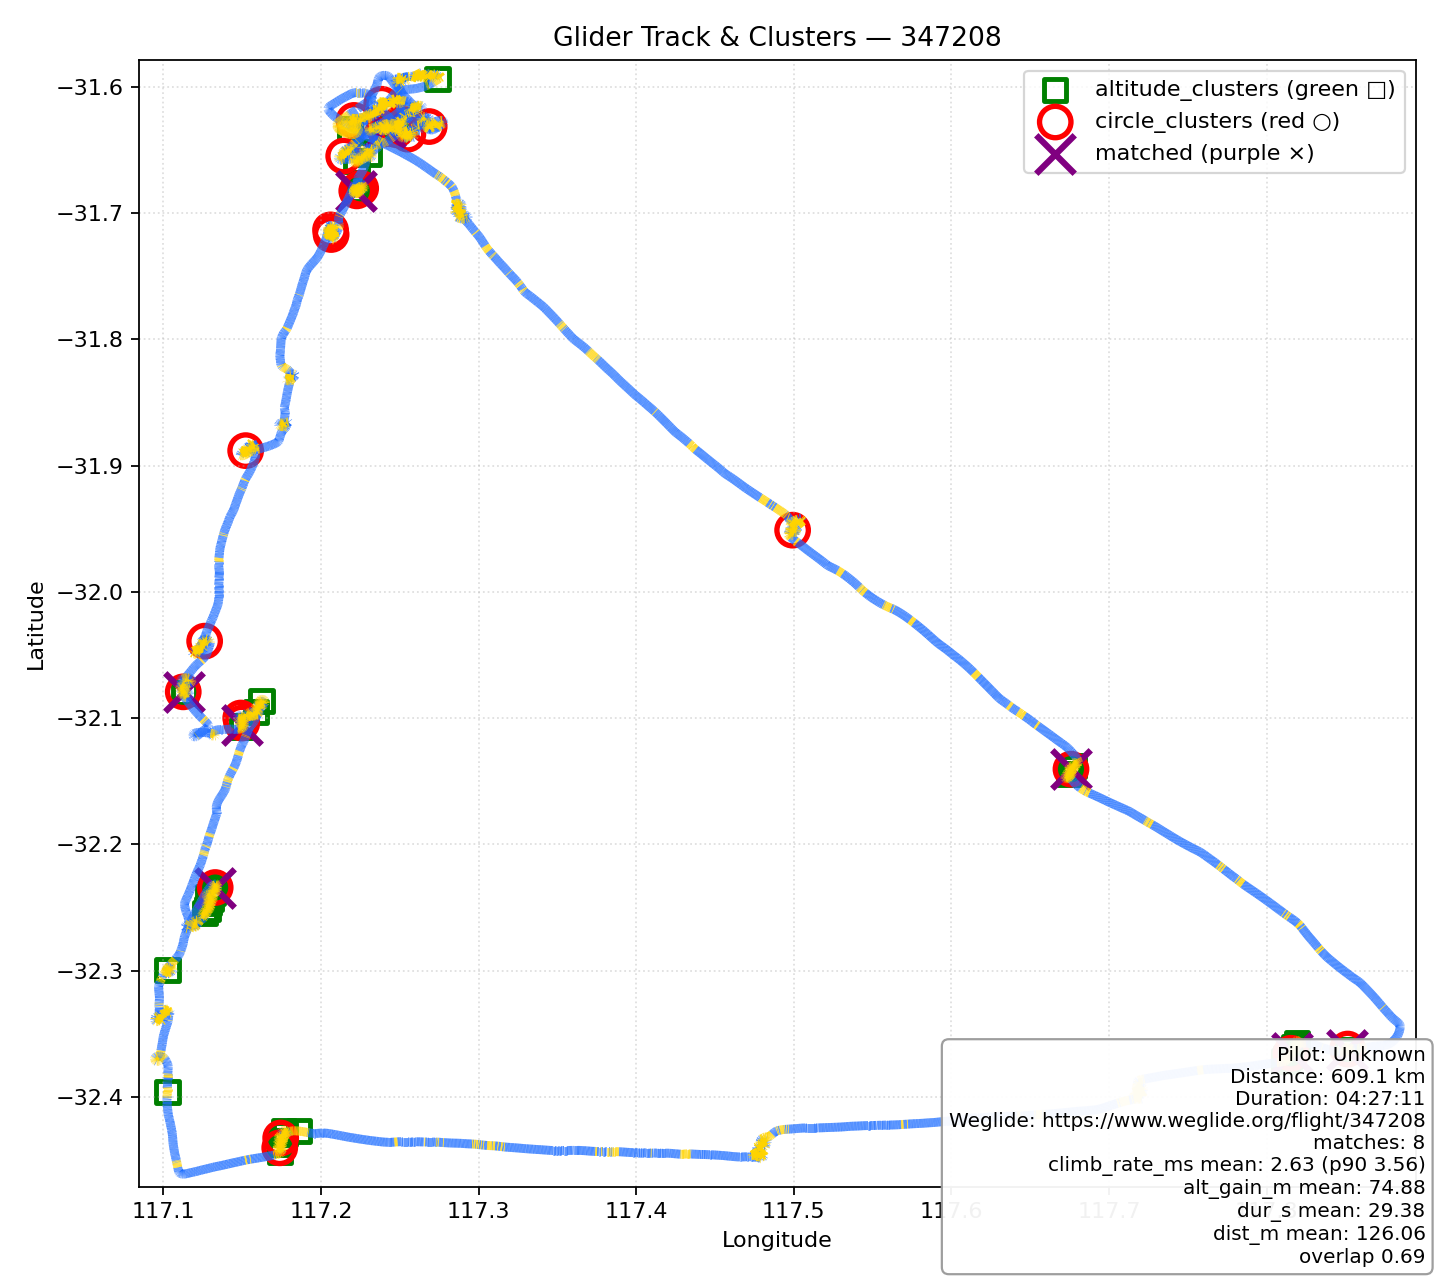 Glider Track & Clusters — 347208
altitude_clusters (green □)
circle_clusters (red ○)
matched (purple ×)
Latitude
−31.6
−31.7
−31.8
−31.9
−32.0
−32.1
−32.2
−32.3
−32.4
117.1
117.2
117.3
117.4
117.5
117.6
117.7
Longitude
Pilot: Unknown
Distance: 609.1 km
Duration: 04:27:11
Weglide: https://www.weglide.org/flight/347208
matches: 8
climb_rate_ms mean: 2.63 (p90 3.56)
alt_gain_m mean: 74.88
dur_s mean: 29.38
dist_m mean: 126.06
overlap 0.69